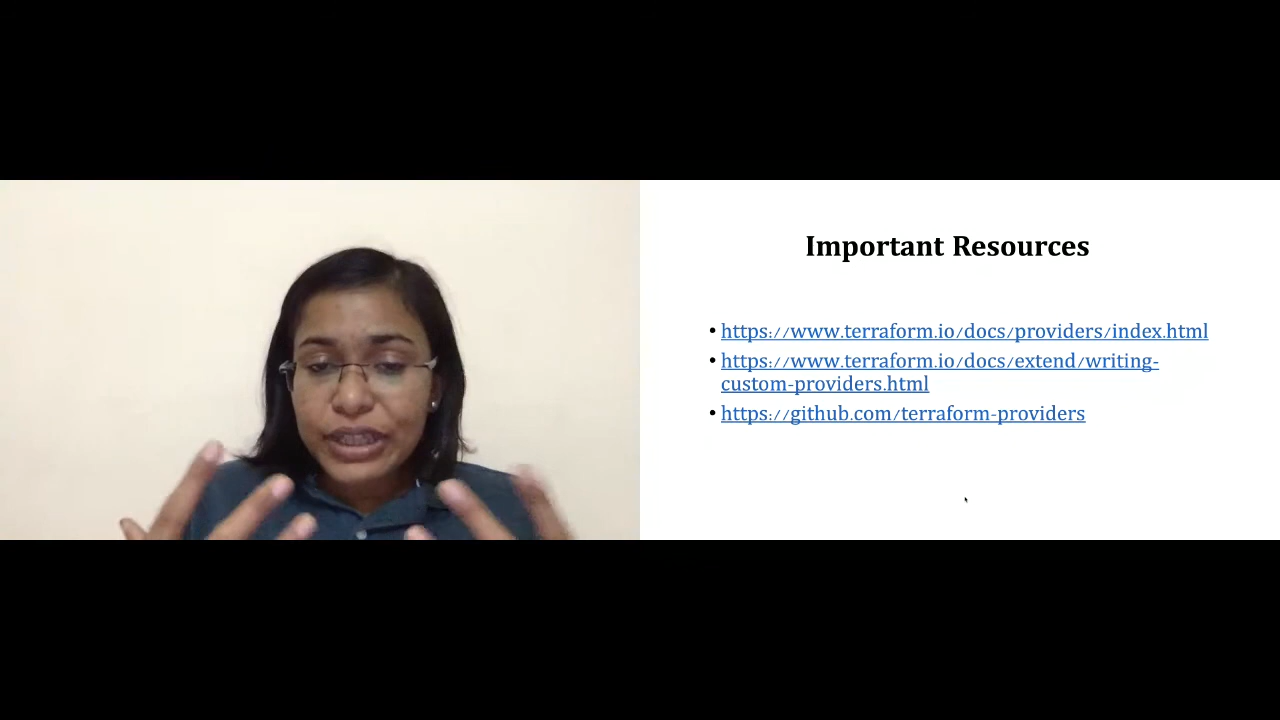 Important Resources
• https://www.terraform.io/docs/providers/index.html
• https://www.terraform.io/docs/extend/writing-
custom-providers.html
• https://github.com/terraform-providers